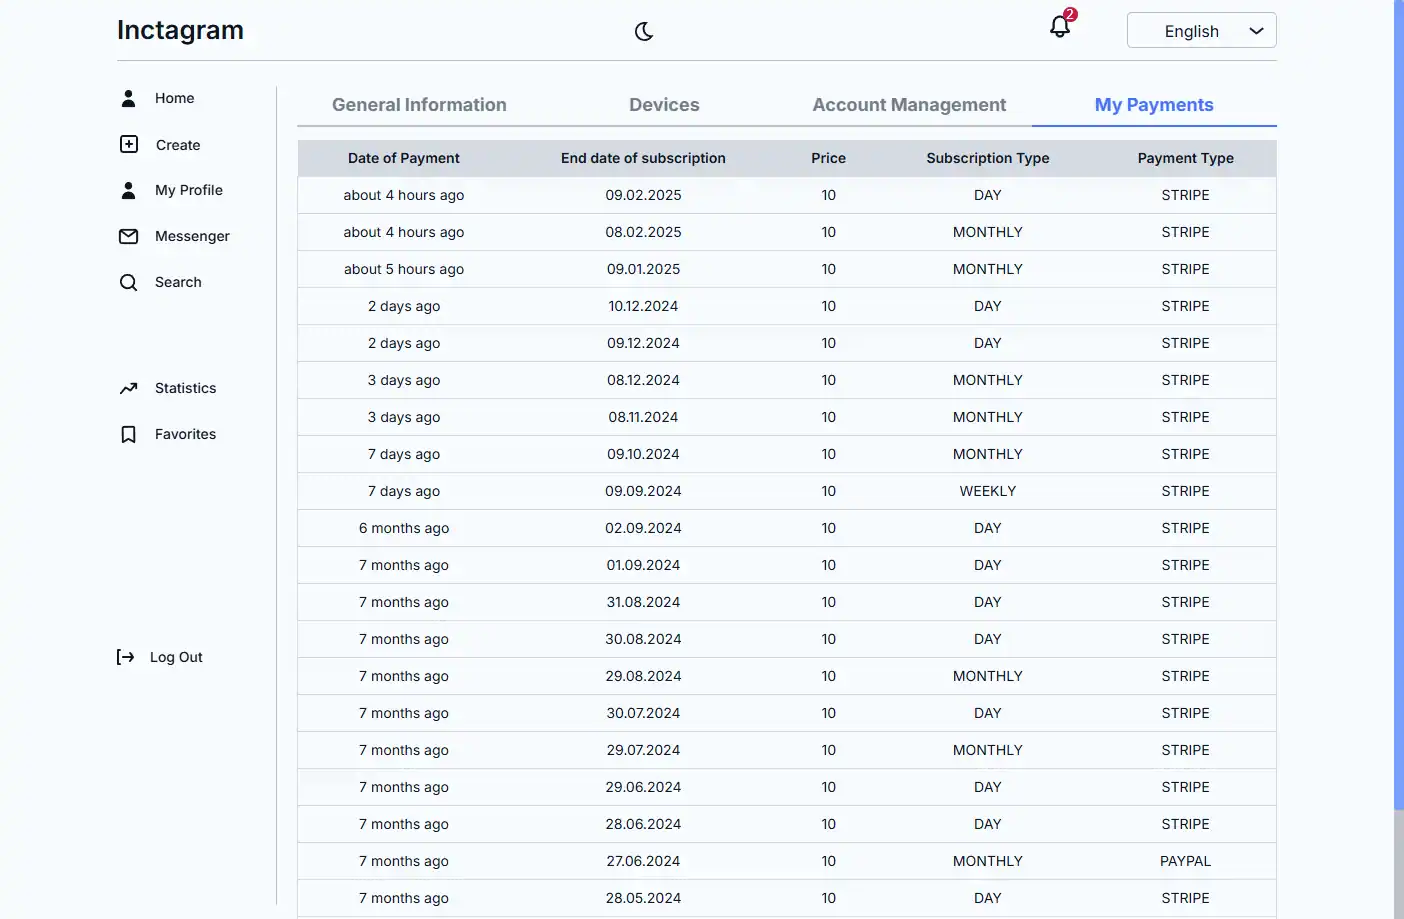 Inctagram
2
English
Home
Create
My Profile
Messenger
Search
Statistics
Favorites
Log Out
General Information Devices Account Management My Payments
Date of Payment End date of subscription Price Subscription Type Payment Type
about 4 hours ago 09.02.2025 10 DAY STRIPE
about 4 hours ago 08.02.2025 10 MONTHLY STRIPE
about 5 hours ago 09.01.2025 10 MONTHLY STRIPE
2 days ago 10.12.2024 10 DAY STRIPE
2 days ago 09.12.2024 10 DAY STRIPE
3 days ago 08.12.2024 10 MONTHLY STRIPE
3 days ago 08.11.2024 10 MONTHLY STRIPE
7 days ago 09.10.2024 10 MONTHLY STRIPE
7 days ago 09.09.2024 10 WEEKLY STRIPE
6 months ago 02.09.2024 10 DAY STRIPE
7 months ago 01.09.2024 10 DAY STRIPE
7 months ago 31.08.2024 10 DAY STRIPE
7 months ago 30.08.2024 10 DAY STRIPE
7 months ago 29.08.2024 10 MONTHLY STRIPE
7 months ago 30.07.2024 10 DAY STRIPE
7 months ago 29.07.2024 10 MONTHLY STRIPE
7 months ago 29.06.2024 10 DAY STRIPE
7 months ago 28.06.2024 10 DAY STRIPE
7 months ago 27.06.2024 10 MONTHLY PAYPAL
7 months ago 28.05.2024 10 DAY STRIPE